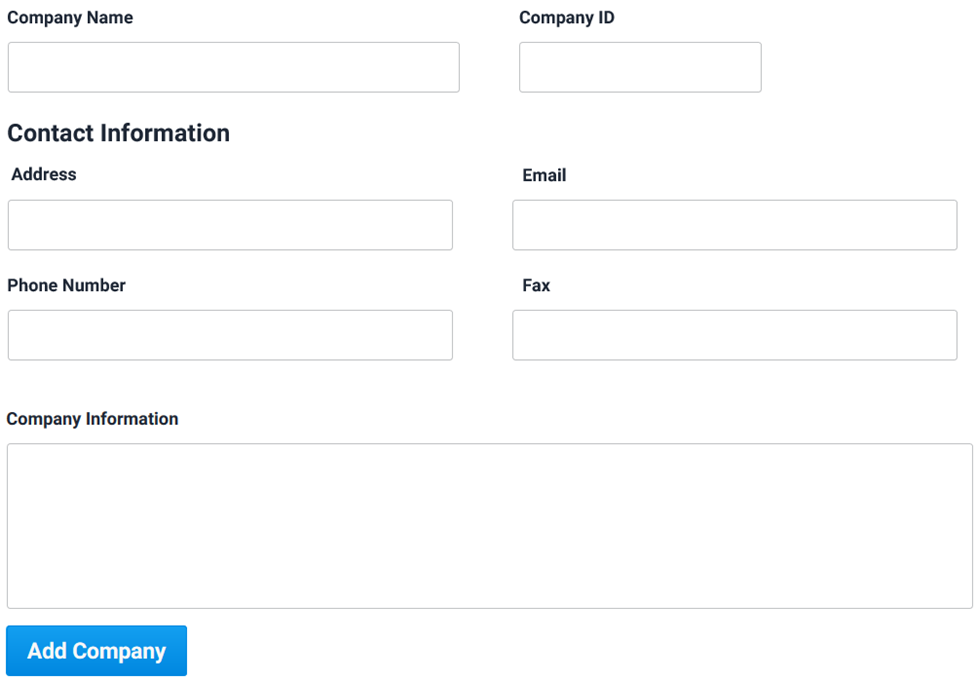 Company Name
Company ID
Contact Information
Address
Email
Phone Number
Fax
Company Information
Add Company